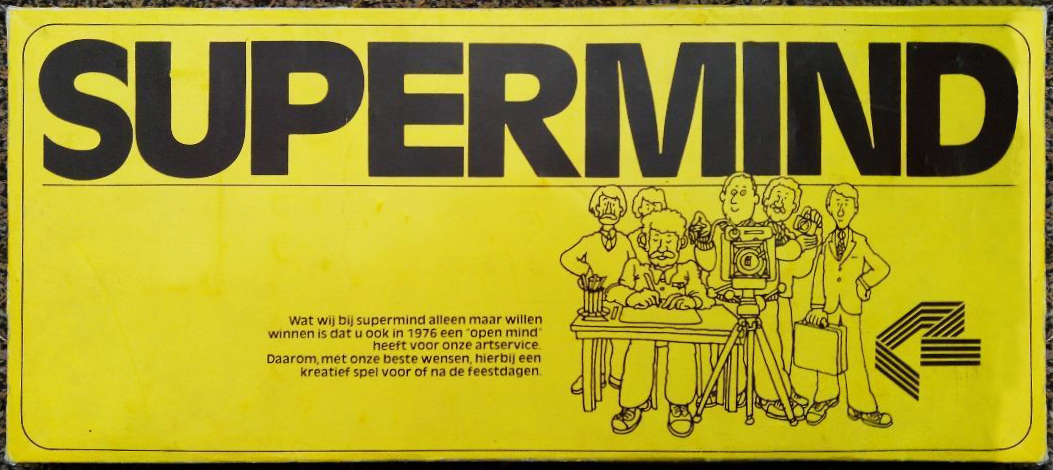 SUPERMIND
Wat wij bij supermind alleen maar willen
winnen is dat u ook in 1976 een "open mind"
heeft voor onze artservice.
Daarom, met onze beste wensen, hierbij een
kreatief spel voor of na de feestdagen.